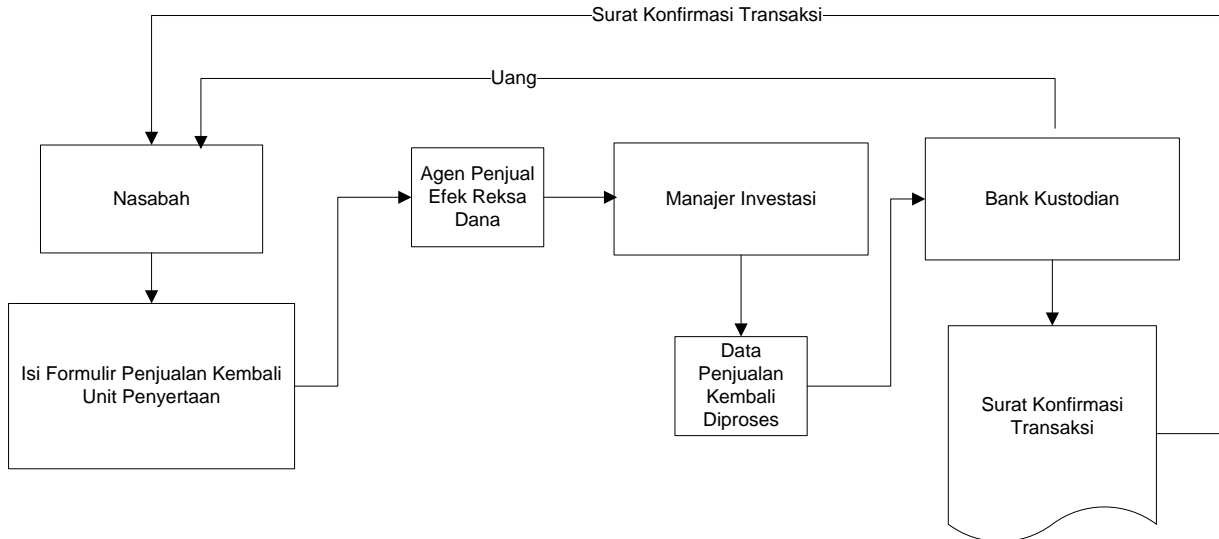 Surat Konfirmasi Transaksi
Uang
Nasabah
Agen Penjual
Efek Reksa
Dana
Manajer Investasi
Bank Kustodian
Isi Formulir Penjualan Kembali
Unit Penyertaan
Data
Penjualan
Kembali
Diproses
Surat Konfirmasi
Transaksi